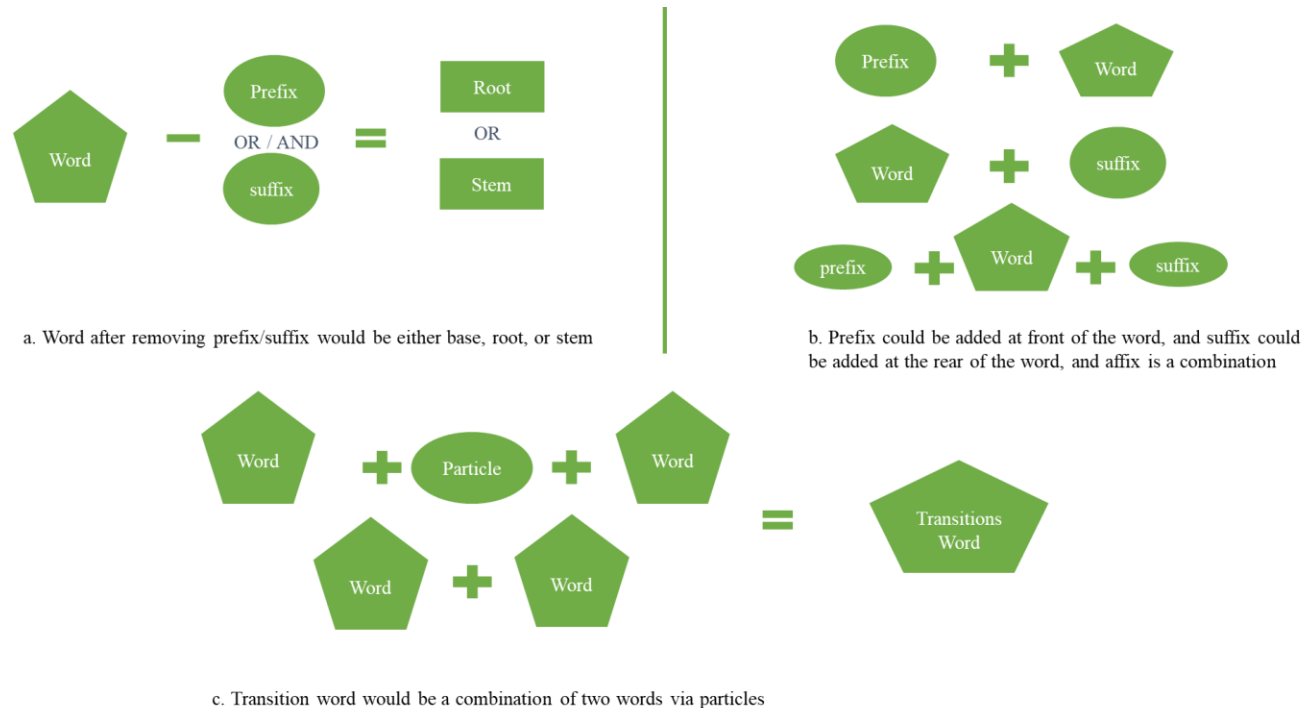 Word
Prefix
OR / AND
suffix
Root
OR
Stem
a. Word after removing prefix/suffix would be either base, root, or stem
Prefix
Word
Word
suffix
prefix
Word
suffix
b. Prefix could be added at front of the word, and suffix could
be added at the rear of the word, and affix is a combination
Word
Particle
Word
Word
Word
Transitions
Word
c. Transition word would be a combination of two words via particles